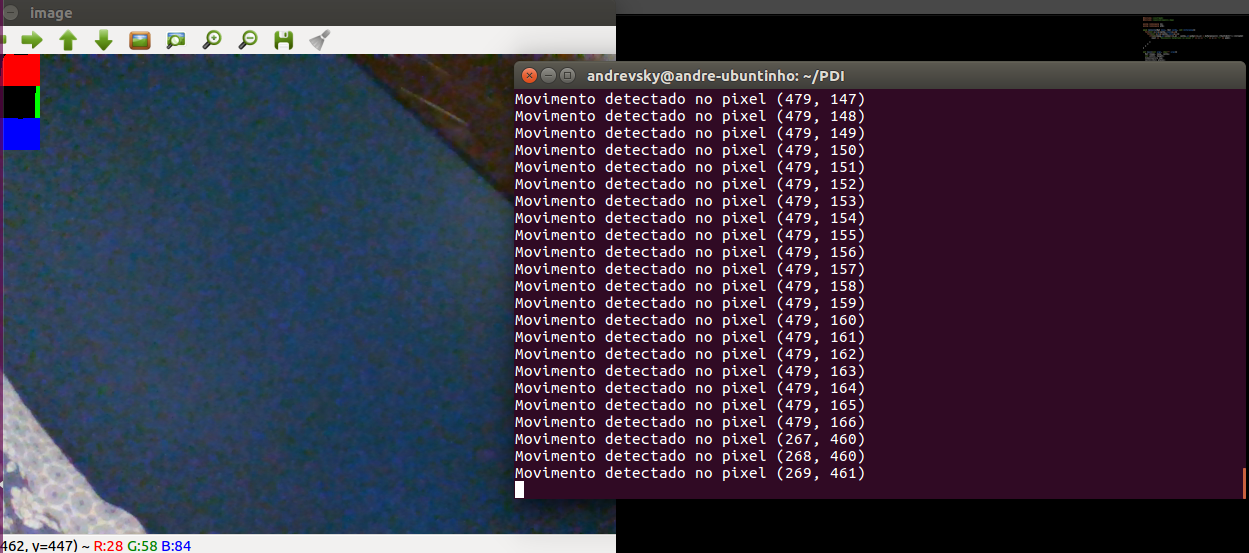 image
andrevsky@andre-ubuntinho: ~/PDI
Movimento detectado no pixel (479, 147)
Movimento detectado no pixel (479, 148)
Movimento detectado no pixel (479, 149)
Movimento detectado no pixel (479, 150)
Movimento detectado no pixel (479, 151)
Movimento detectado no pixel (479, 152)
Movimento detectado no pixel (479, 153)
Movimento detectado no pixel (479, 154)
Movimento detectado no pixel (479, 155)
Movimento detectado no pixel (479, 156)
Movimento detectado no pixel (479, 157)
Movimento detectado no pixel (479, 158)
Movimento detectado no pixel (479, 159)
Movimento detectado no pixel (479, 160)
Movimento detectado no pixel (479, 161)
Movimento detectado no pixel (479, 162)
Movimento detectado no pixel (479, 163)
Movimento detectado no pixel (479, 164)
Movimento detectado no pixel (479, 165)
Movimento detectado no pixel (479, 166)
Movimento detectado no pixel (267, 460)
Movimento detectado no pixel (268, 460)
Movimento detectado no pixel (269, 461)
462, y=447) ~ R:28 G:58 B:84